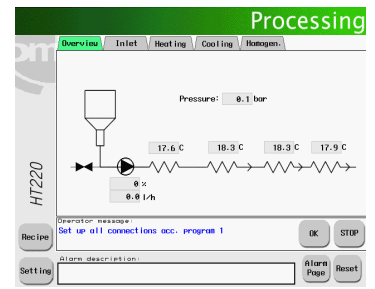 Processing
om
Overview Inlet Heating Cooling Homogen.
Pressure: 0.1 bar
17.6 C 18.3 C 18.3 C 17.9 C
0 %
0.0 l/h
HT220
Operator message:
Set up all connections acc. program 1
Recipe
OK
STOP
Alarm description:
Setting
Alarm
Page
Reset